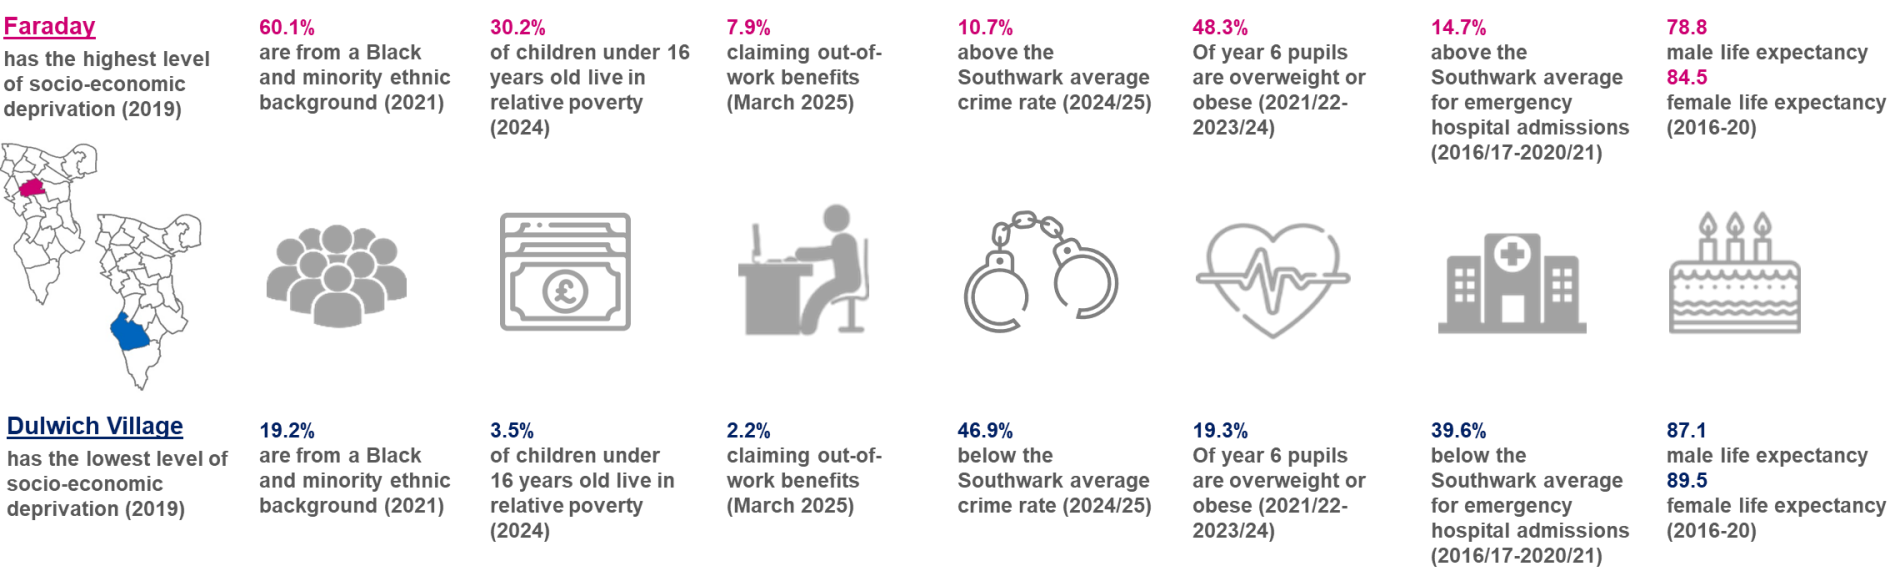 Faraday
has the highest level
of socio-economic
deprivation (2019)
60.1%
are from a Black
and minority ethnic
background (2021)
30.2%
of children under 16
years old live in
relative poverty
(2024)
7.9%
claiming out-of-
work benefits
(March 2025)
10.7%
above the
Southwark average
crime rate (2024/25)
48.3%
Of year 6 pupils
are overweight or
obese (2021/22-
2023/24)
14.7%
above the
Southwark average
for emergency
hospital admissions
(2016/17-2020/21)
78.8
male life expectancy
84.5
female life expectancy
(2016-20)
£
Dulwich Village
has the lowest level of
socio-economic
deprivation (2019)
19.2%
are from a Black
and minority ethnic
background (2021)
3.5%
of children under
16 years old live in
relative poverty
(2024)
2.2%
claiming out-of-
work benefits
(March 2025)
46.9%
below the
Southwark average
crime rate (2024/25)
19.3%
Of year 6 pupils
are overweight or
obese (2021/22-
2023/24)
39.6%
below the
Southwark average
for emergency
hospital admissions
(2016/17-2020/21)
87.1
male life expectancy
89.5
female life expectancy
(2016-20)